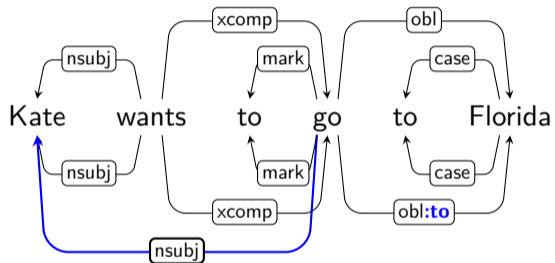 xcomp obl
nsubj mark case
Kate wants to go to Florida
nsubj mark case
xcomp obl:to
nsubj